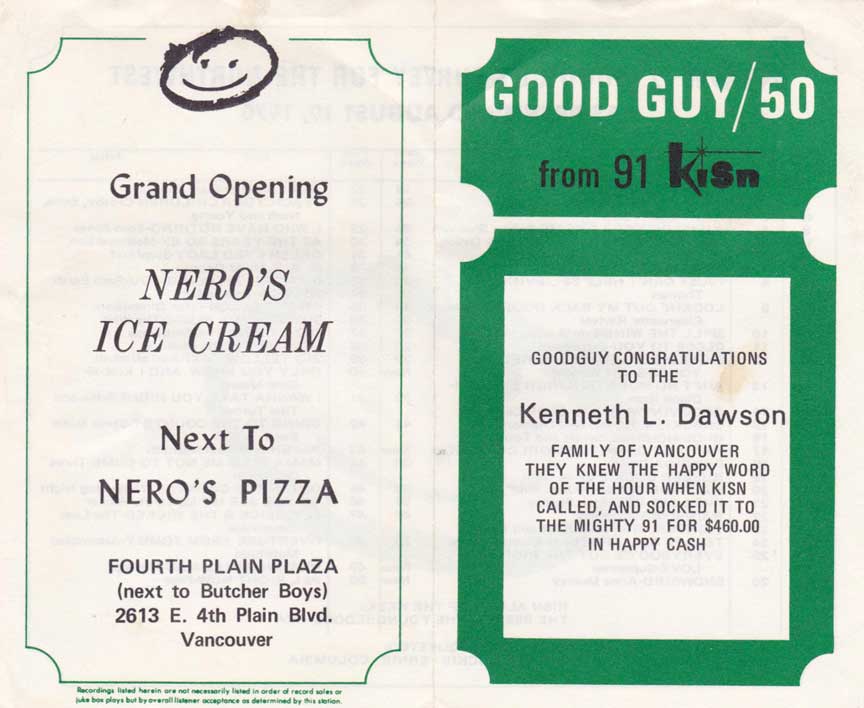 Grand Opening
NERO'S
ICE CREAM
Next To
NERO'S PIZZA
FOURTH PLAIN PLAZA
(next to Butcher Boys)
2613 E. 4th Plain Blvd.
Vancouver
Recordings listed herein are not necessarily listed in order of record sales or
juke box plays but by overall listener acceptance as determined by this station.
GOOD GUY/50
from 91 KISN
GOODGUY CONGRATULATIONS
TO THE
Kenneth L. Dawson
FAMILY OF VANCOUVER
THEY KNEW THE HAPPY WORD
OF THE HOUR WHEN KISN
CALLED, AND SOCKED IT TO
THE MIGHTY 91 FOR $460.00
IN HAPPY CASH